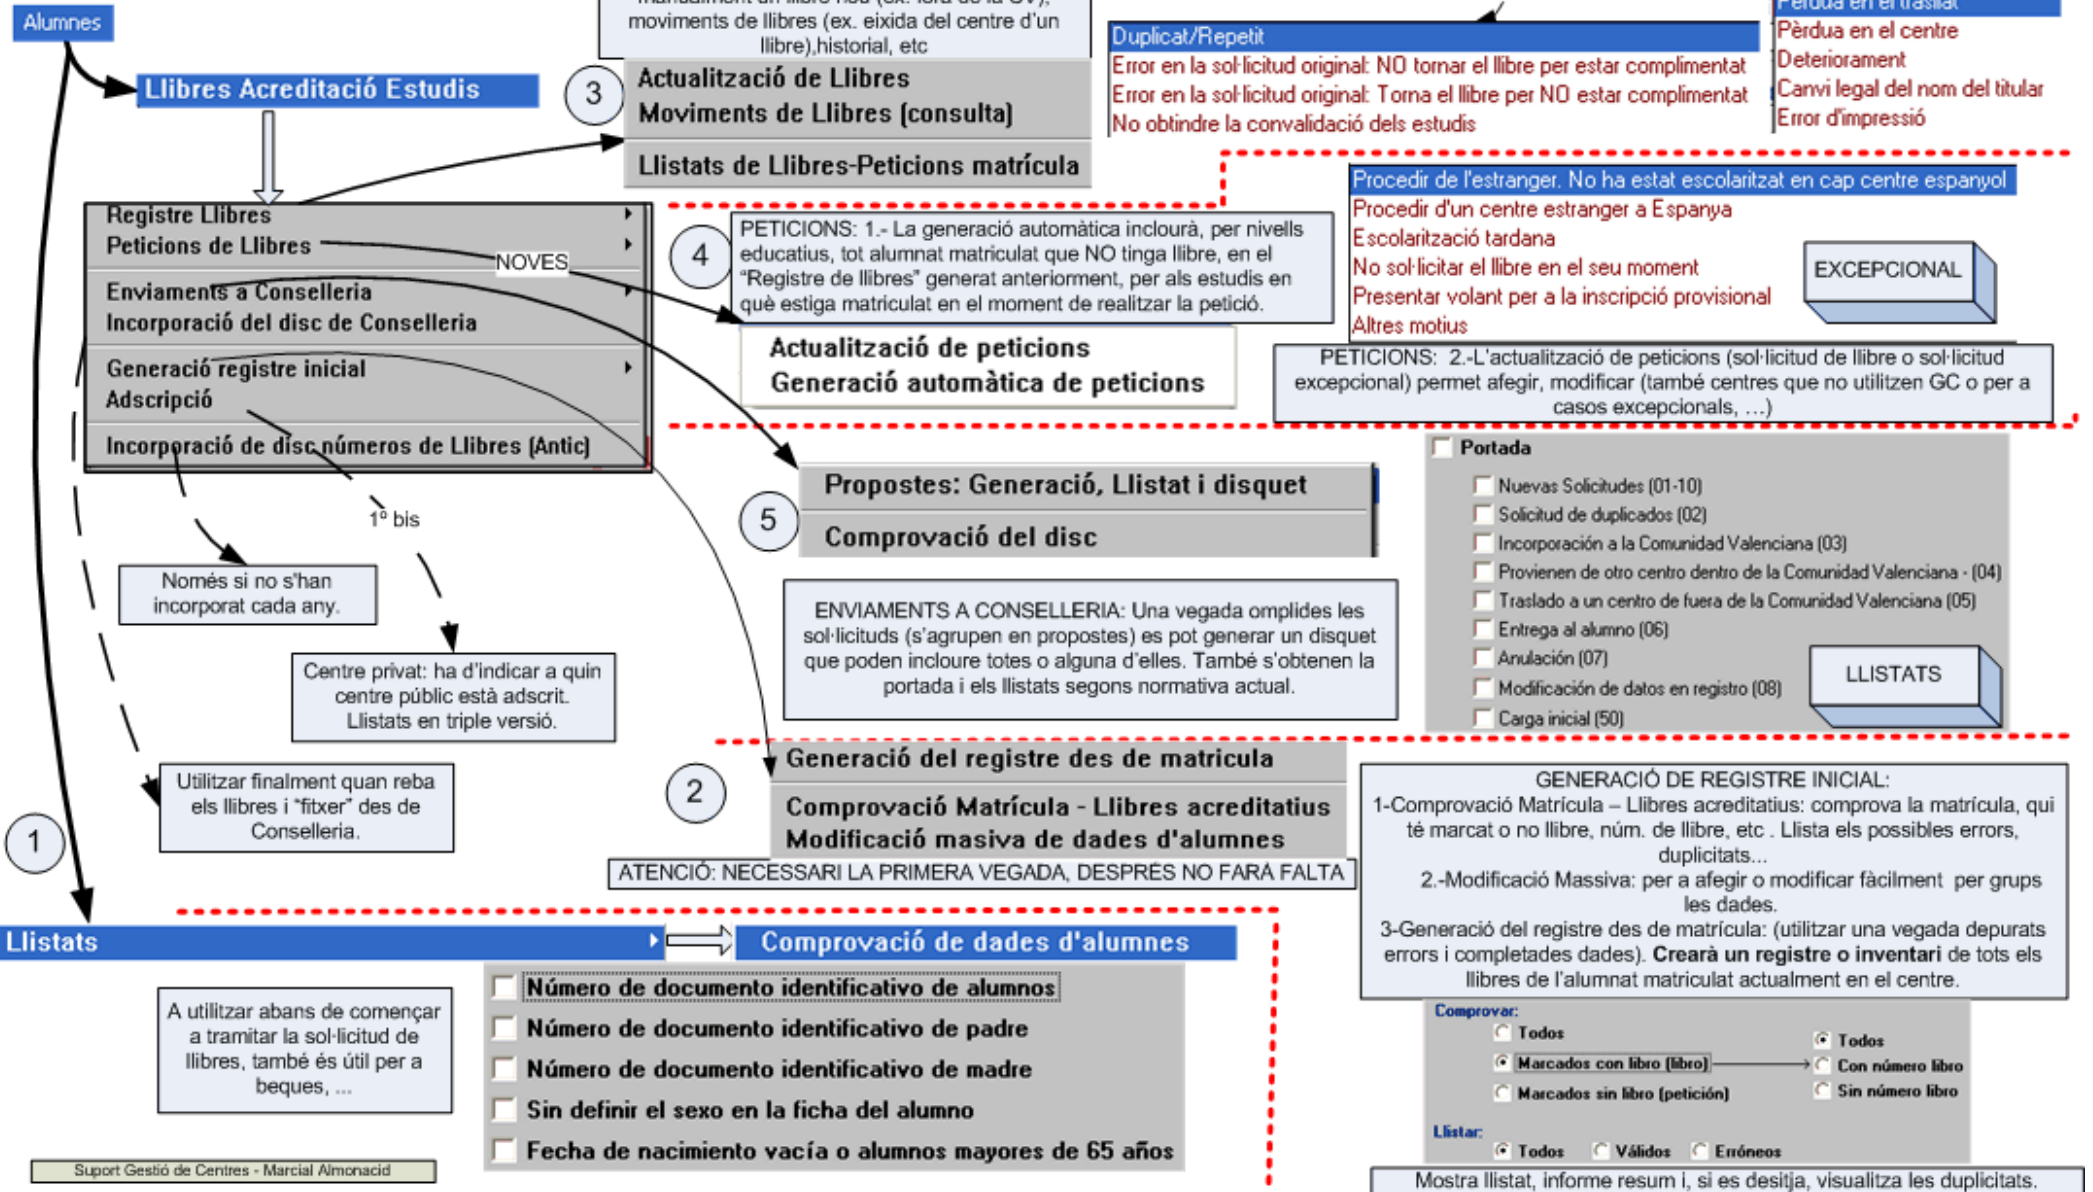 Alumnes
Llibres Acreditació Estudis
moviments de llibres (ex. eixida del centre d'un
llibre),historial, etc
3
Actualització de Llibres
Moviments de Llibres (consulta)
Llistats de Llibres-Peticions matrícula
Duplicat/Repetit
Error en la sol·licitud original: NO tornar el llibre per estar complimentat
Error en la sol·licitud original: Torna el llibre per NO estar complimentat
No obtindre la convalidació dels estudis
Pèrdua en el trasllat
Pèrdua en el centre
Deteriorament
Canvi legal del nom del titular
Error d'impressió
Registre Llibres
Peticions de Llibres
Enviaments a Conselleria
Incorporació del disc de Conselleria
Generació registre inicial
Adscripció
Incorporació de disc números de Llibres (Antic)
NOVES
4
PETICIONS: 1.- La generació automàtica inclourà, per nivells
educatius, tot alumnat matriculat que NO tinga llibre, en el
“Registre de llibres” generat anteriorment, per als estudis en
què estiga matriculat en el moment de realitzar la petició.
Actualització de peticions
Generació automàtica de peticions
Procedir de l'estranger. No ha estat escolaritzat en cap centre espanyol
Procedir d'un centre estranger a Espanya
Escolarització tardana
No sol·licitar el llibre en el seu moment
Presentar volant per a la inscripció provisional
Altres motius
EXCEPCIONAL
PETICIONS: 2.-L'actualització de peticions (sol·licitud de llibre o sol·licitud
excepcional) permet afegir, modificar (també centres que no utilitzen GC o per a
casos excepcionals, …)
5
Propostes: Generació, Llistat i disquet
Comprovació del disc
ENVIAMENTS A CONSELLERIA: Una vegada omplides les
sol·licituds (s’agrupen en propostes) es pot generar un disquet
que poden incloure totes o alguna d’elles. També s’obtenen la
portada i els llistats segons normativa actual.
Portada
Nuevas Solicitudes (01-10)
Solicitud de duplicados (02)
Incorporación a la Comunidad Valenciana (03)
Provienen de otro centro dentro de la Comunidad Valenciana - (04)
Traslado a un centro de fuera de la Comunidad Valenciana (05)
Entrega al alumno (06)
Anulación (07)
Modificación de datos en registro (08)
Carga inicial (50)
LLISTATS
1º bis
Només si no s'han
incorporat cada any.
Centre privat: ha d’indicar a quin
centre públic està adscrit.
Llistats en triple versió.
Utilitzar finalment quan reba
els llibres i “fitxer” des de
Conselleria.
1
2
Generació del registre des de matricula
Comprovació Matrícula - Llibres acreditatius
Modificació masiva de dades d'alumnes
ATENCIÓ: NECESSARI LA PRIMERA VEGADA, DESPRÉS NO FARÀ FALTA
GENERACIÓ DE REGISTRE INICIAL:
1-Comprovació Matrícula – Llibres acreditatius: comprova la matrícula, qui
té marcat o no llibre, núm. de llibre, etc . Llista els possibles errors,
duplicitats...
2.-Modificació Massiva: per a afegir o modificar fàcilment per grups
les dades.
3-Generació del registre des de matrícula: (utilitzar una vegada depurats
errors i completades dades). Crearà un registre o inventari de tots els
llibres de l’alumnat matriculat actualment en el centre.
Llistats
Comprovació de dades d'alumnes
A utilitzar abans de començar
a tramitar la sol·licitud de
llibres, també és útil per a
beques, ...
Número de documento identificativo de alumnos
Número de documento identificativo de padre
Número de documento identificativo de madre
Sin definir el sexo en la ficha del alumno
Fecha de nacimiento vacía o alumnos mayores de 65 años
Comprovar:
Todos
Marcados con libro (libro)
Marcados sin libro (petición)
Todos
Con número libro
Sin número libro
Llistar:
Todos Válidos Erróneos
Mostra llistat, informe resum i, si es desitja, visualitza les duplicitats.
Suport Gestió de Centres - Marcial Almonacid